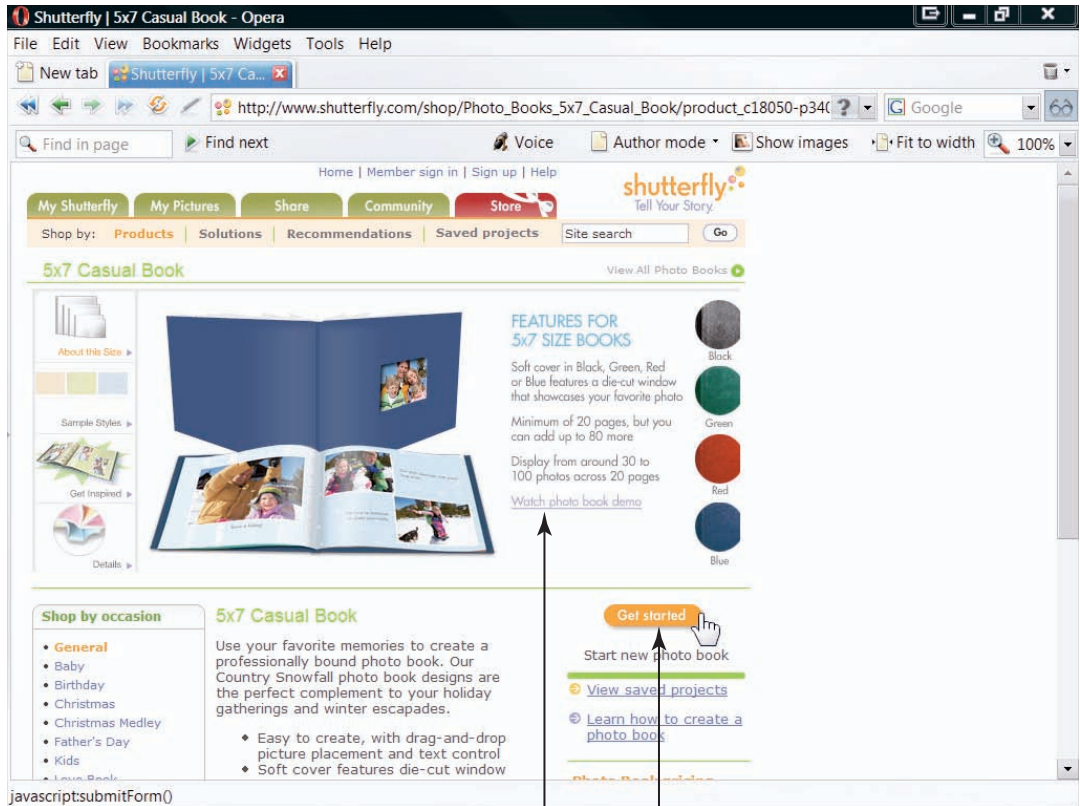 Shutterfly | 5x7 Casual Book - Opera
File Edit View Bookmarks Widgets Tools Help
New tab Shutterfly | 5x7 Ca...
http://www.shutterfly.com/shop/Photo_Books_5x7_Casual_Book/product_c18050-p340 ? Google
Find in page Find next Voice Author mode Show images Fit to width 100%
Home | Member sign in | Sign up | Help
shutterfly
Tell Your Story.
My Shutterfly My Pictures Share Community Store
Shop by: Products | Solutions | Recommendations | Saved projects Site search Go
5x7 Casual Book View All Photo Books
About this Size
Sample Styles
Get Inspired
Details
FEATURES FOR
5x7 SIZE BOOKS
Soft cover in Black, Green, Red
or Blue features a die-cut window
that showcases your favorite photo
Minimum of 20 pages, but you
can add up to 80 more
Display from around 30 to
100 photos across 20 pages
Watch photo book demo
Black
Green
Red
Blue
Shop by occasion
• General
• Baby
• Birthday
• Christmas
• Christmas Medley
• Father's Day
• Kids
• Love Book
5x7 Casual Book
Use your favorite memories to create a
professionally bound photo book. Our
Country Snowfall photo book designs are
the perfect complement to your holiday
gatherings and winter escapades.
Easy to create, with drag-and-drop
picture placement and text control
Soft cover features die-cut window
Get started
Start new photo book
View saved projects
Learn how to create a
photo book
Photo Book pricing
javascript:submitForm()